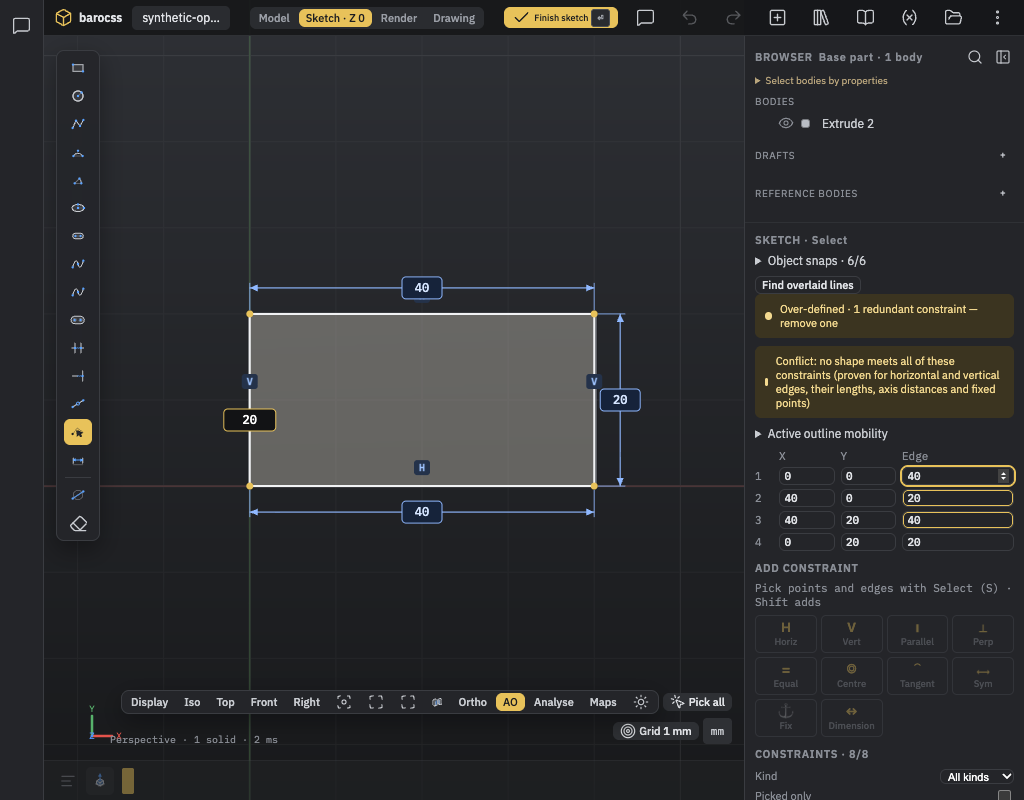 barocss
synthetic-op...
Model
Sketch · Z 0
Render
Drawing
Finish sketch
BROWSER Base part · 1 body
Select bodies by properties
BODIES
Extrude 2
DRAFTS
+
REFERENCE BODIES
+
SKETCH · Select
Object snaps · 6/6
Find overlaid lines
Over-defined · 1 redundant constraint —
remove one
Conflict: no shape meets all of these
constraints (proven for horizontal and vertical
edges, their lengths, axis distances and fixed
points)
Active outline mobility
X Y Edge
1 0 0 40
2 40 0 20
3 40 20 40
4 0 20 20
ADD CONSTRAINT
Pick points and edges with Select (S) ·
Shift adds
H
Horiz
V
Vert
Parallel
Perp
Equal
Centre
Tangent
Sym
Fix
Dimension
CONSTRAINTS · 8/8
Kind
All kinds
Picked only
40
V
V
20
20
H
40
Display
Iso
Top
Front
Right
Ortho
AO
Analyse
Maps
Pick all
Grid 1 mm
mm
Y
X
Z
Perspective · 1 solid · 2 ms